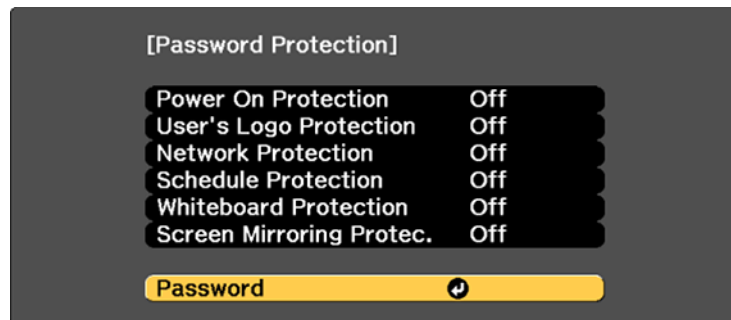 [Password Protection]
Power On Protection Off
User's Logo Protection Off
Network Protection Off
Schedule Protection Off
Whiteboard Protection Off
Screen Mirroring Protec. Off
Password